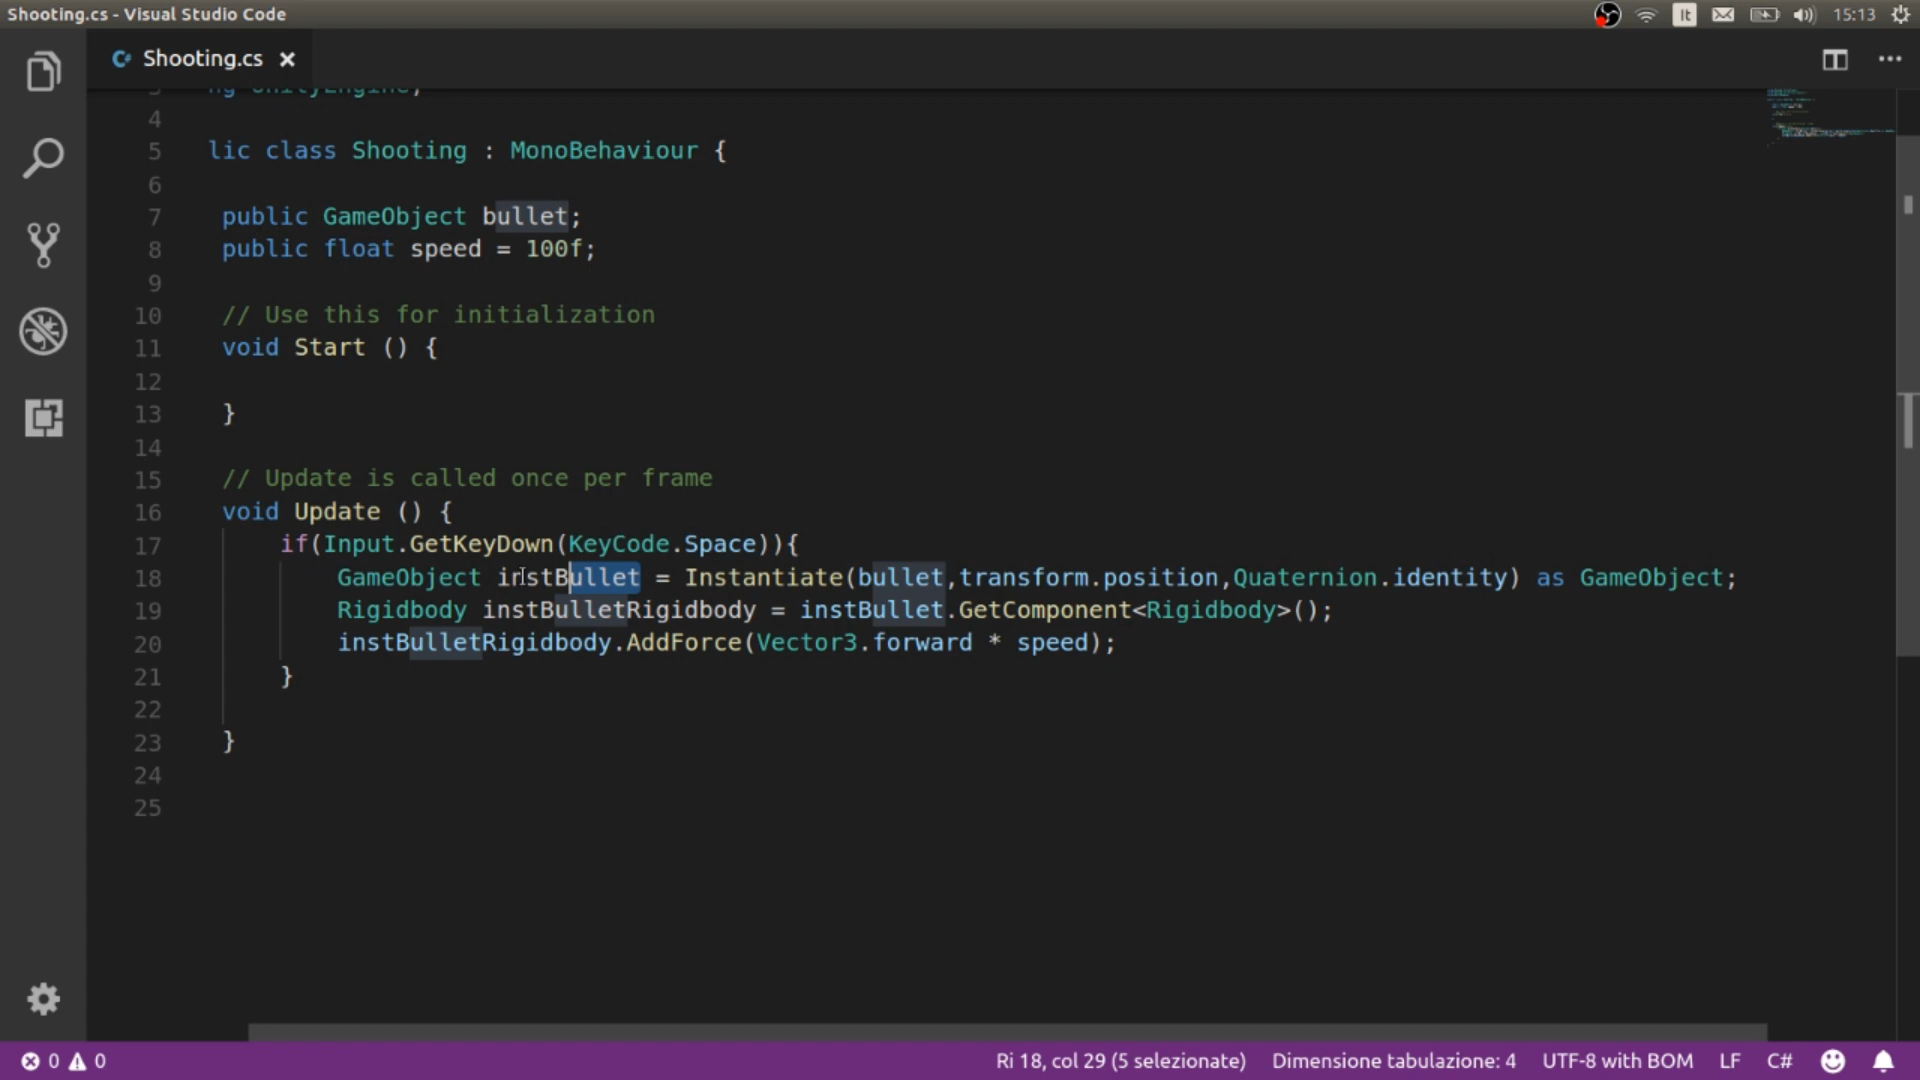 Shooting.cs - Visual Studio Code
It
15:13
Shooting.cs
4
5 lic class Shooting : MonoBehaviour {
6
7 public GameObject bullet;
8 public float speed = 100f;
9
10 // Use this for initialization
11 void Start () {
12
13 }
14
15 // Update is called once per frame
16 void Update () {
17 if(Input.GetKeyDown(KeyCode.Space)){
18 GameObject instBullet = Instantiate(bullet,transform.position,Quaternion.identity) as GameObject;
19 Rigidbody instBulletRigidbody = instBullet.GetComponent<Rigidbody>();
20 instBulletRigidbody.AddForce(Vector3.forward * speed);
21 }
22
23 }
24
25
0 0 Ri 18, col 29 (5 selezionate) Dimensione tabulazione: 4 UTF-8 with BOM LF C#